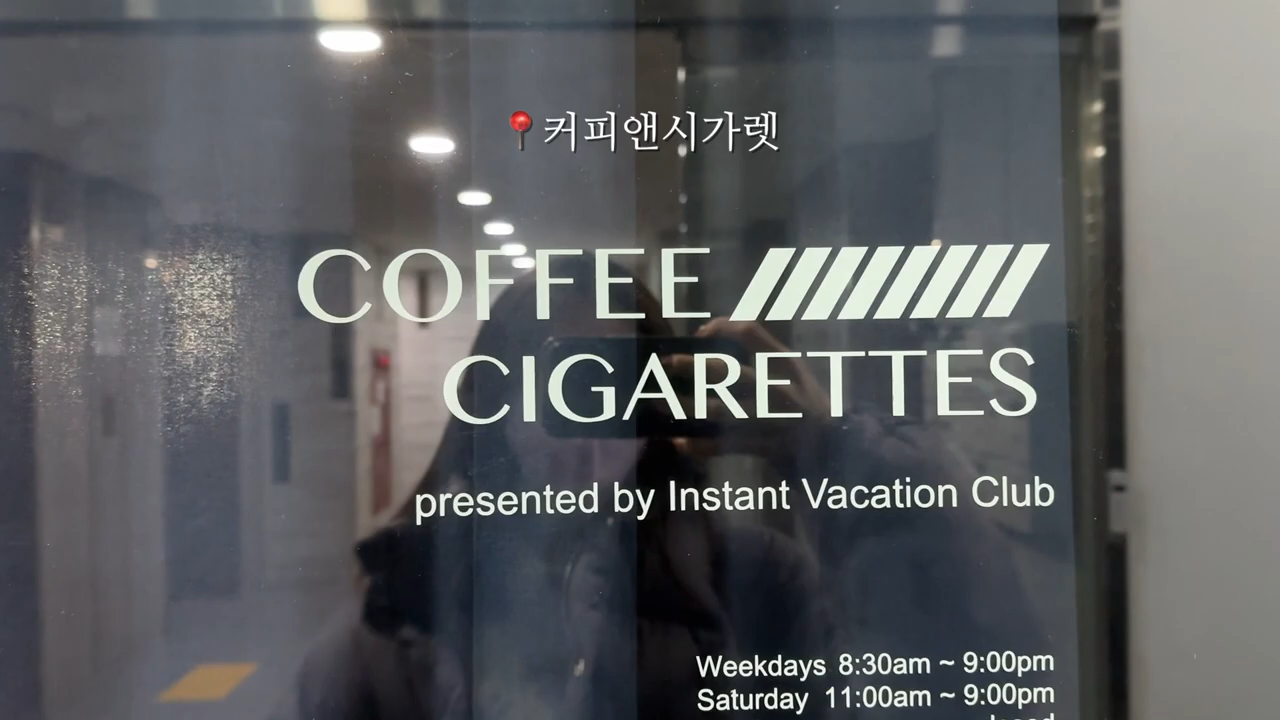 커피앤시가렛
COFFEE
CIGARETTES
presented by Instant Vacation Club
Weekdays 8:30am ~ 9:00pm
Saturday 11:00am ~ 9:00pm